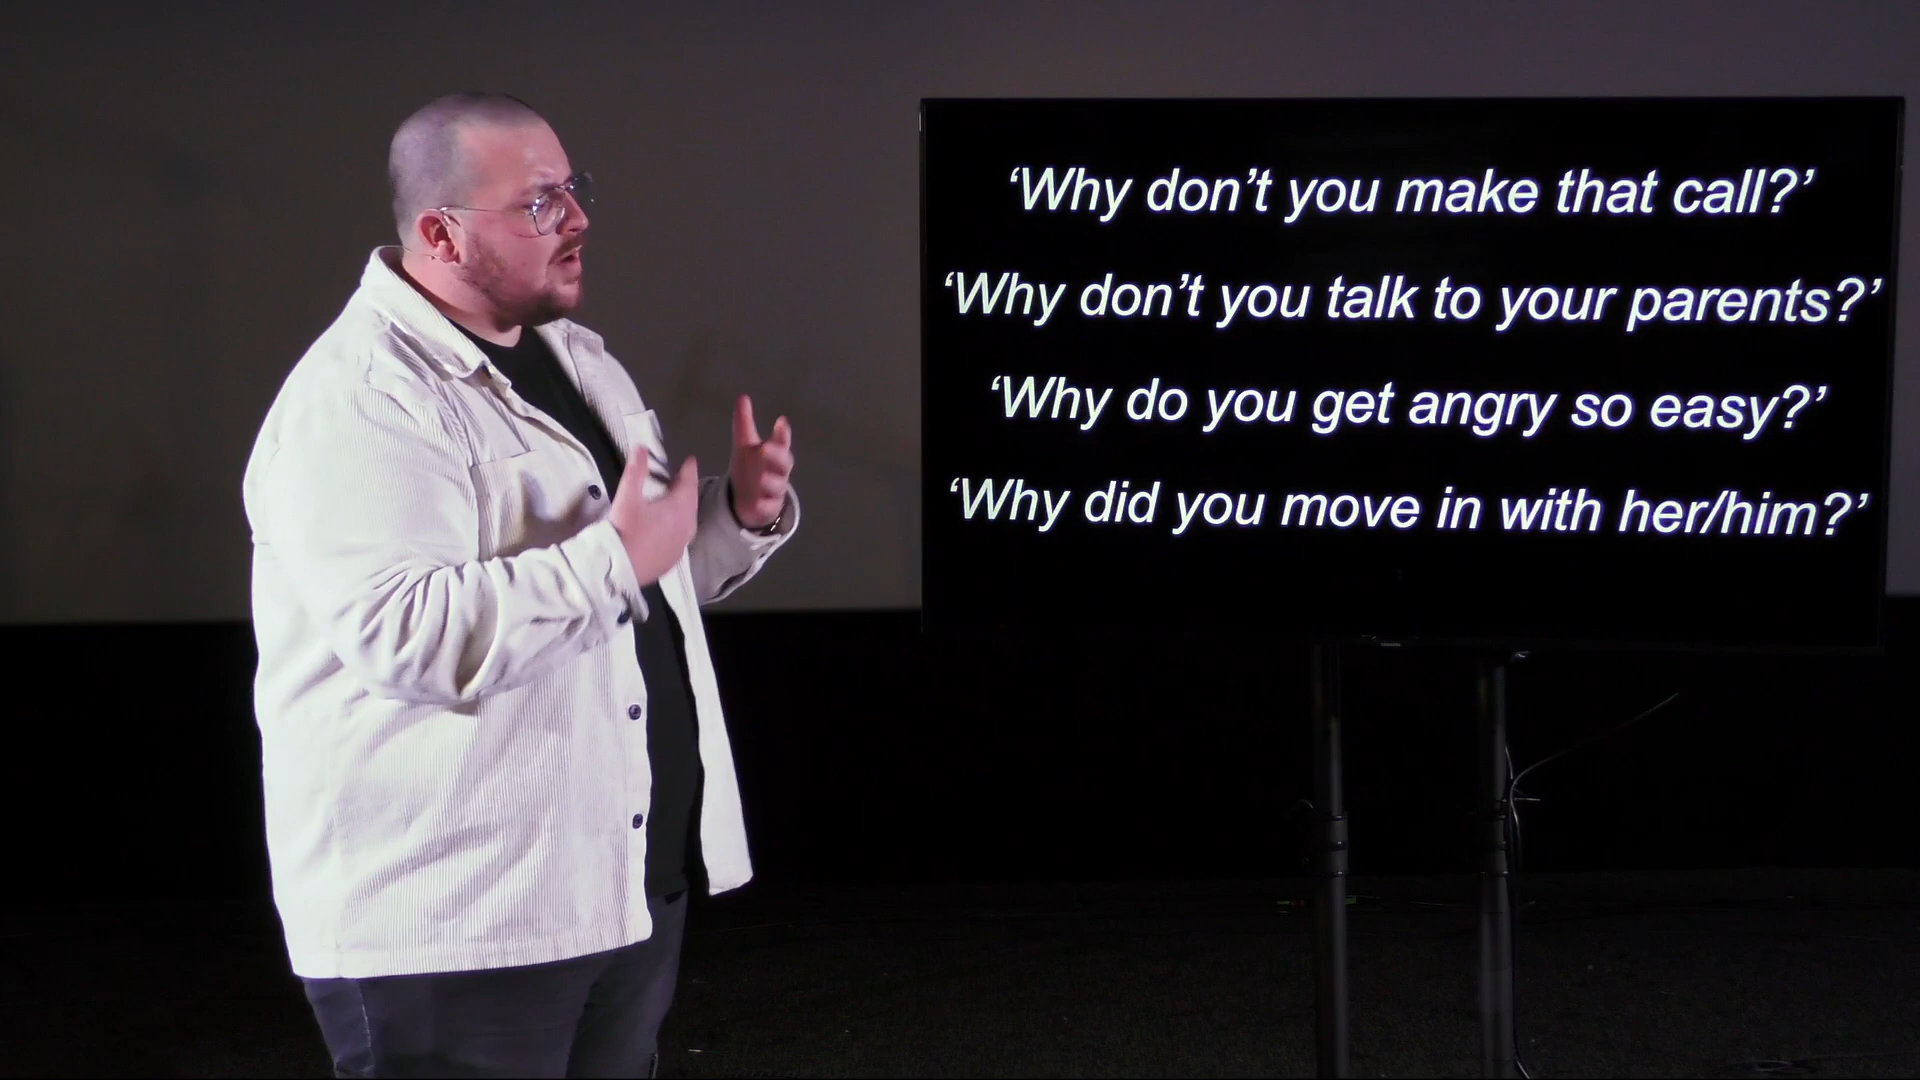 ‘Why don’t you make that call?’
‘Why don’t you talk to your parents?’
‘Why do you get angry so easy?’
‘Why did you move in with her/him?’